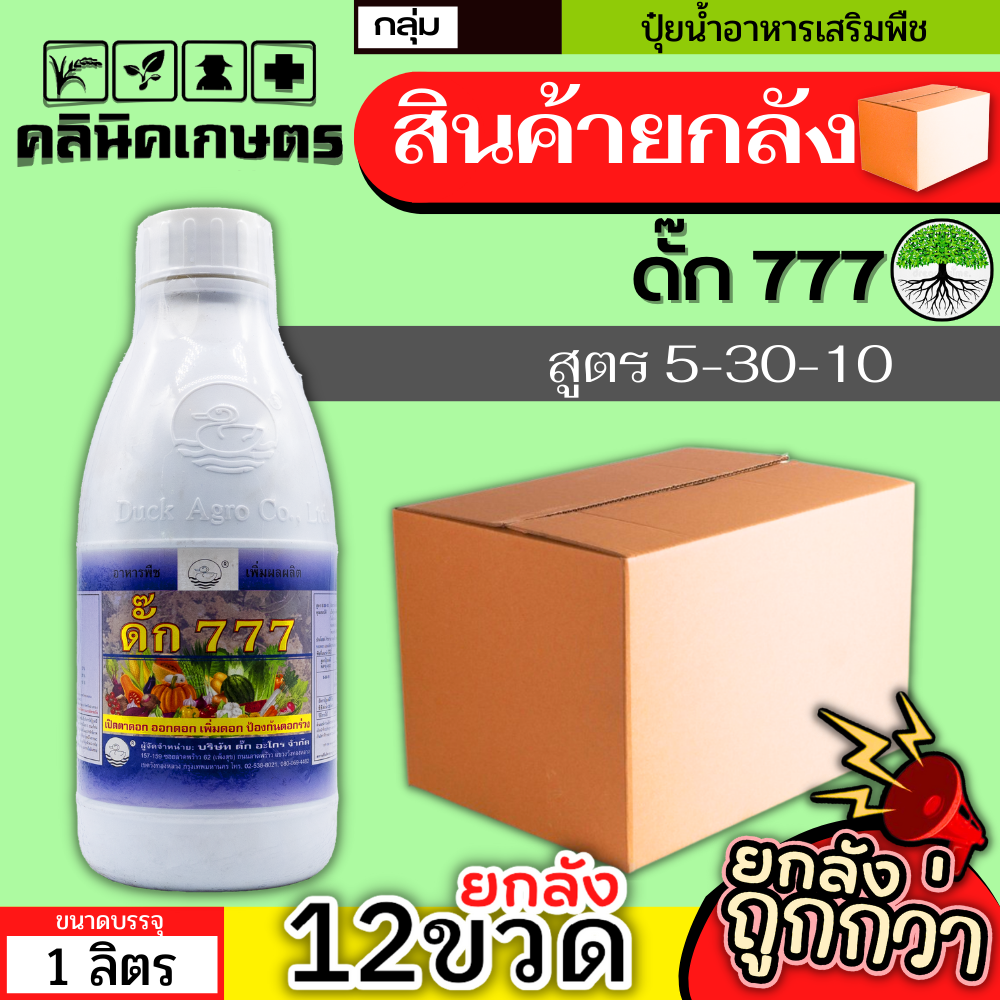 กลุ่ม
ปุ๋ยน้ำอาหารเสริมพืช
คลินิคเกษตร
สินค้ายกลัง
ดั๊ก 777
สูตร 5-30-10
Duck Agro Co., Ltd.
อาหารพืช
เพิ่มผลผลิต
ดั๊ก 777
เปิดตาดอก ออกดอก เพิ่มดอก ป้องกันดอกร่วง
ผู้จัดจำหน่าย: บริษัท ดั๊ก อะโกร จำกัด
ขนาดบรรจุ
1 ลิตร
ยกลัง
12ขวด
ยกลัง
ถูกกว่า